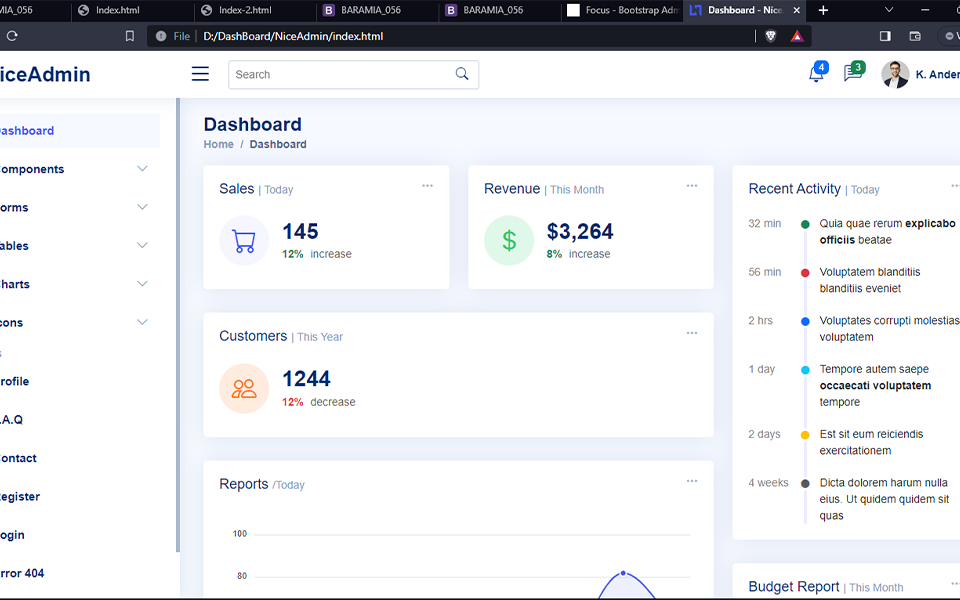 MIA_056
Index.html
Index-2.html
B BARAMIA_056
B BARAMIA_056
Focus - Bootstrap Adm
Dashboard - Nice
File D:/DashBoard/NiceAdmin/index.html
iceAdmin
Search
4
3
K. Ander
ashboard
omponents
orms
ables
harts
cons
s
rofile
.A.Q
ontact
egister
ogin
rror 404
Dashboard
Home / Dashboard
Sales | Today
145
12% increase
Revenue | This Month
$
$3,264
8% increase
Customers | This Year
1244
12% decrease
Reports /Today
100
80
Recent Activity | Today
32 min
Quia quae rerum explicabo
officiis beatae
56 min
Voluptatem blanditiis
blanditiis eveniet
2 hrs
Voluptates corrupti molestias
voluptatem
1 day
Tempore autem saepe
occaecati voluptatem
tempore
2 days
Est sit eum reiciendis
exercitationem
4 weeks
Dicta dolorem harum nulla
eius. Ut quidem quidem sit
quas
Budget Report | This Month